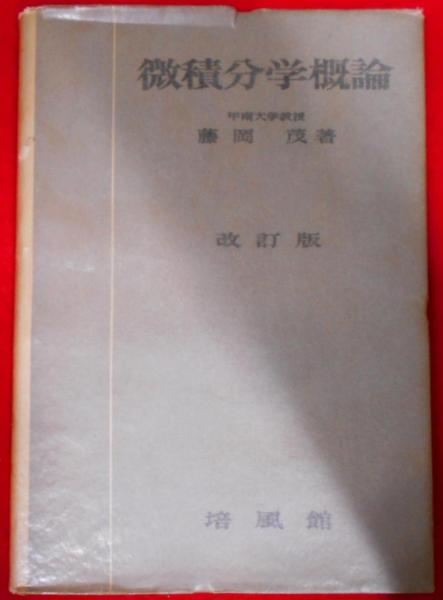 微積分学概論
甲南大学教授
藤岡 茂著
改訂版
培風館